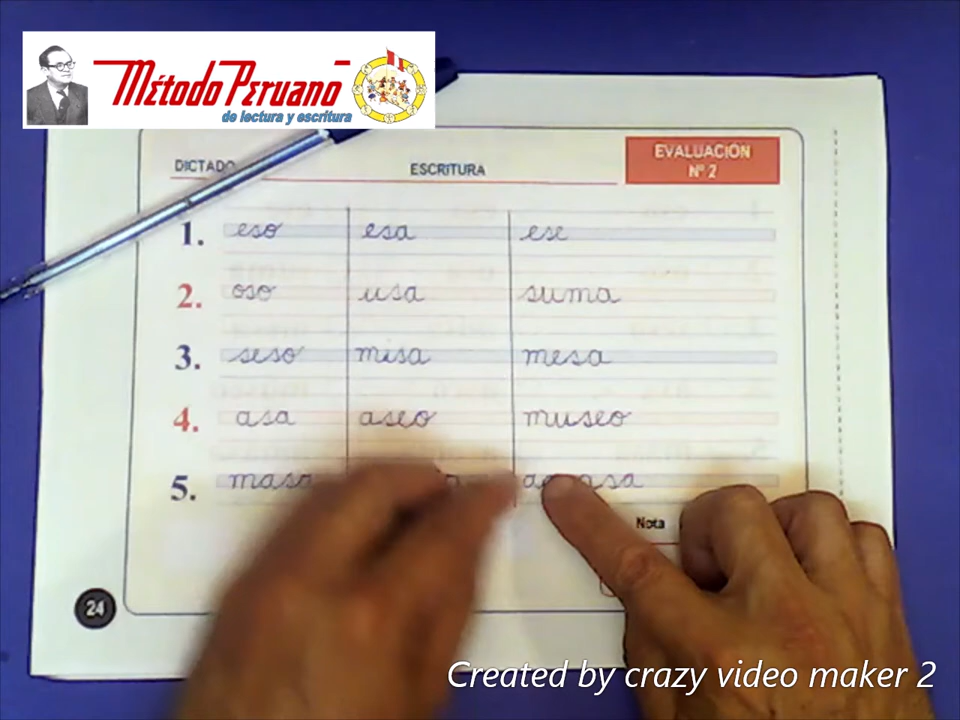 Método Peruano
de lectura y escritura
DICTADO ESCRITURA EVALUACIÓN
Nº 2
1. eso esa ese
2. oso usa suma
3. seso misa mesa
4. asa aseo museo
5. masa
Nota
24
Created by crazy video maker 2